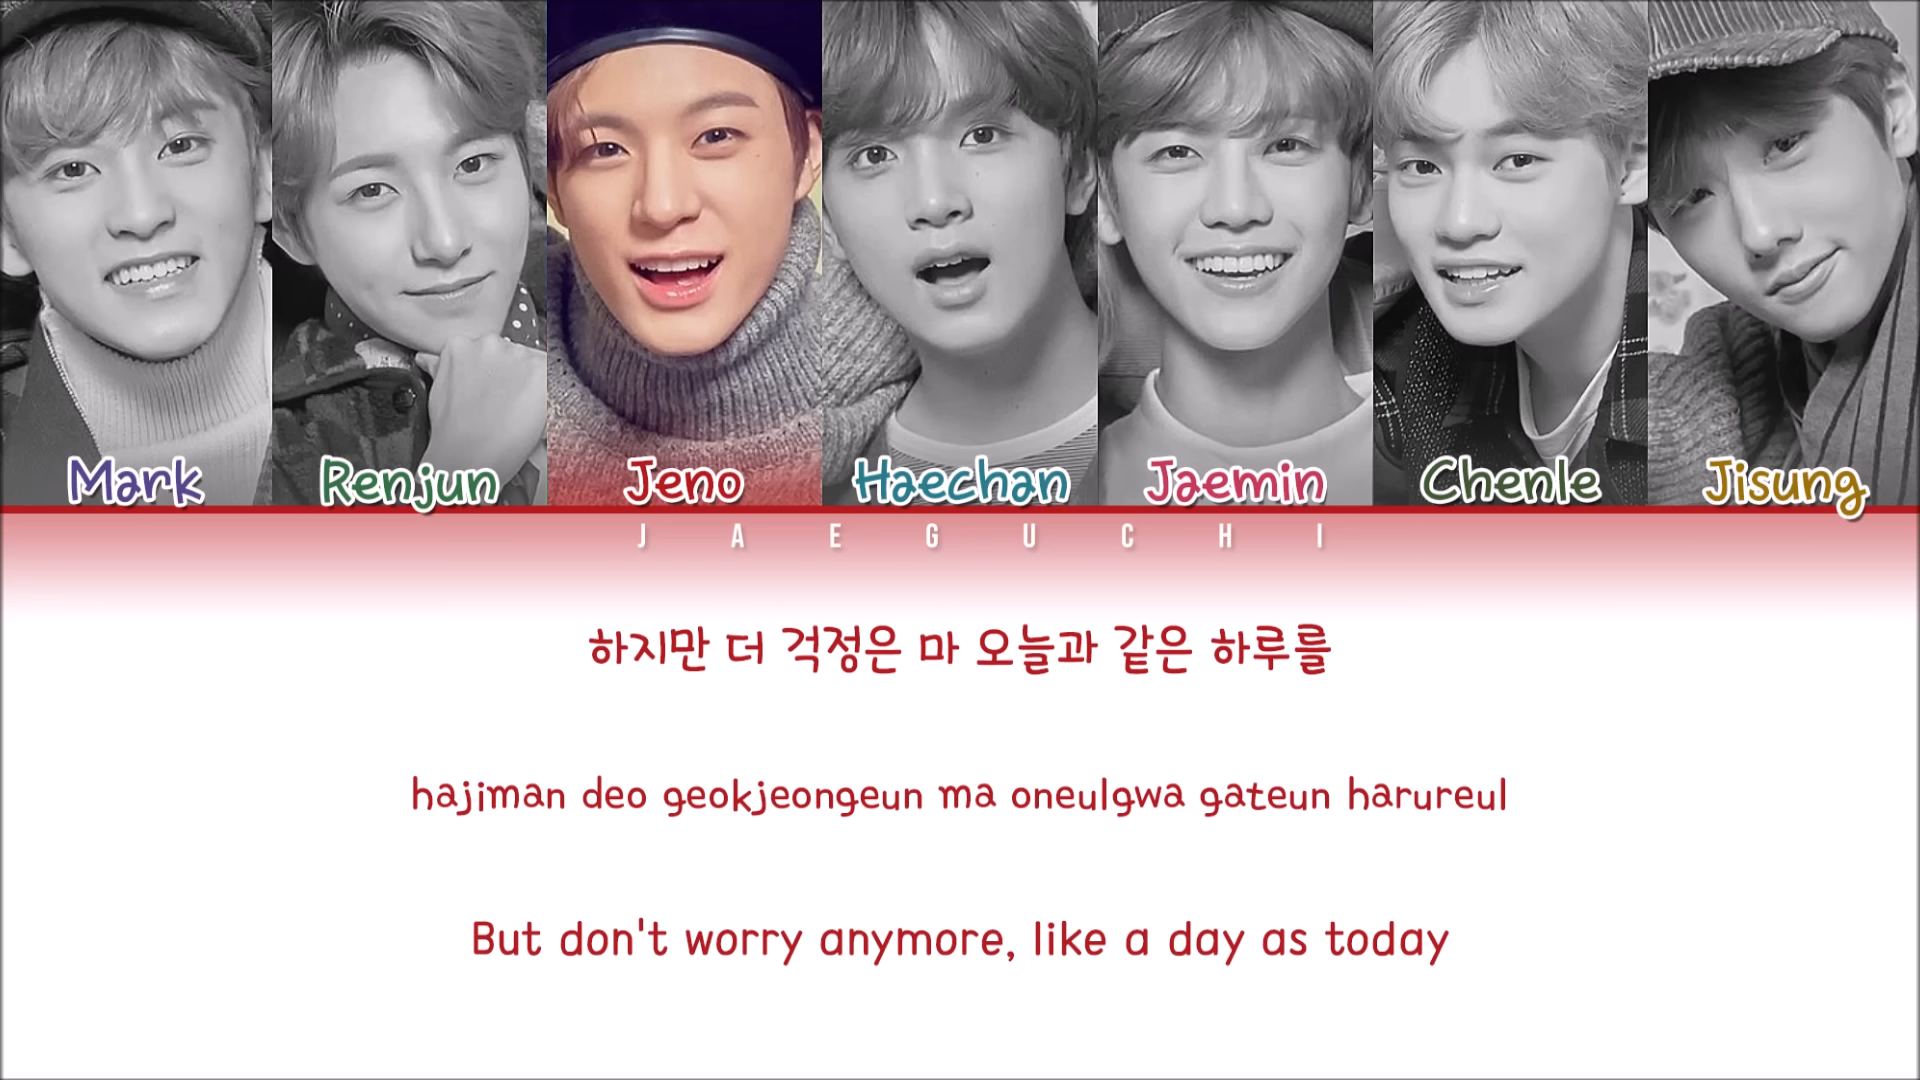 Mark Renjun Jeno Haechan Jaemin Chenle Jisung
JAEGUCHI
하지만 더 걱정은 마 오늘과 같은 하루를
hajiman deo geokjeongeun ma oneulgwa gateun harureul
But don't worry anymore, like a day as today